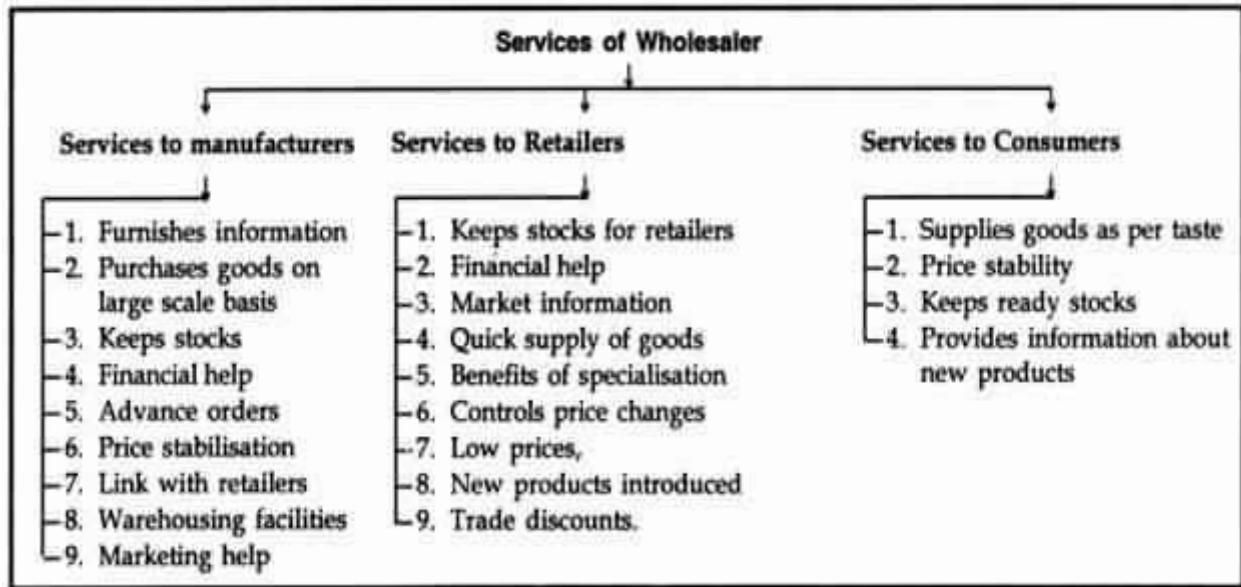 Services of Wholesaler
Services to manufacturers
1. Furnishes information
2. Purchases goods on
large scale basis
3. Keeps stocks
4. Financial help
5. Advance orders
6. Price stabilisation
7. Link with retailers
8. Warehousing facilities
9. Marketing help
Services to Retailers
1. Keeps stocks for retailers
2. Financial help
3. Market information
4. Quick supply of goods
5. Benefits of specialisation
6. Controls price changes
7. Low prices,
8. New products introduced
9. Trade discounts.
Services to Consumers
1. Supplies goods as per taste
2. Price stability
3. Keeps ready stocks
4. Provides information about
new products